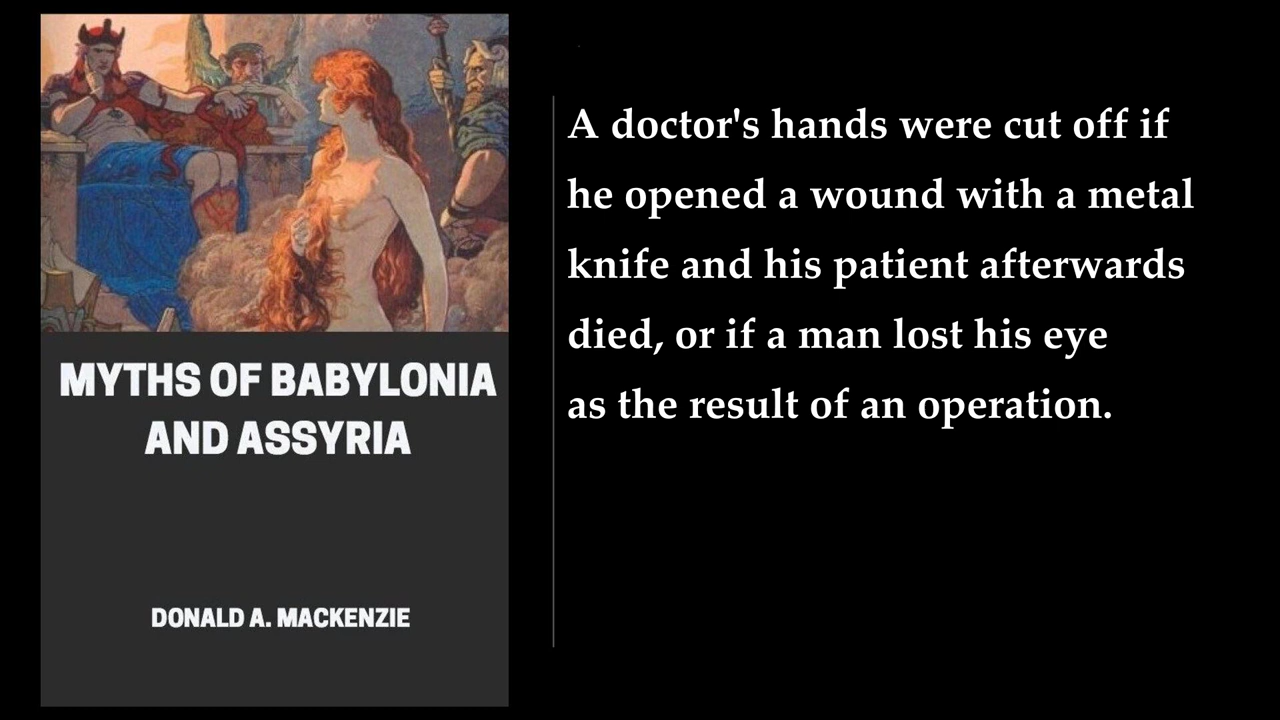 MYTHS OF BABYLONIA
AND ASSYRIA
DONALD A. MACKENZIE
A doctor's hands were cut off if
he opened a wound with a metal
knife and his patient afterwards
died, or if a man lost his eye
as the result of an operation.